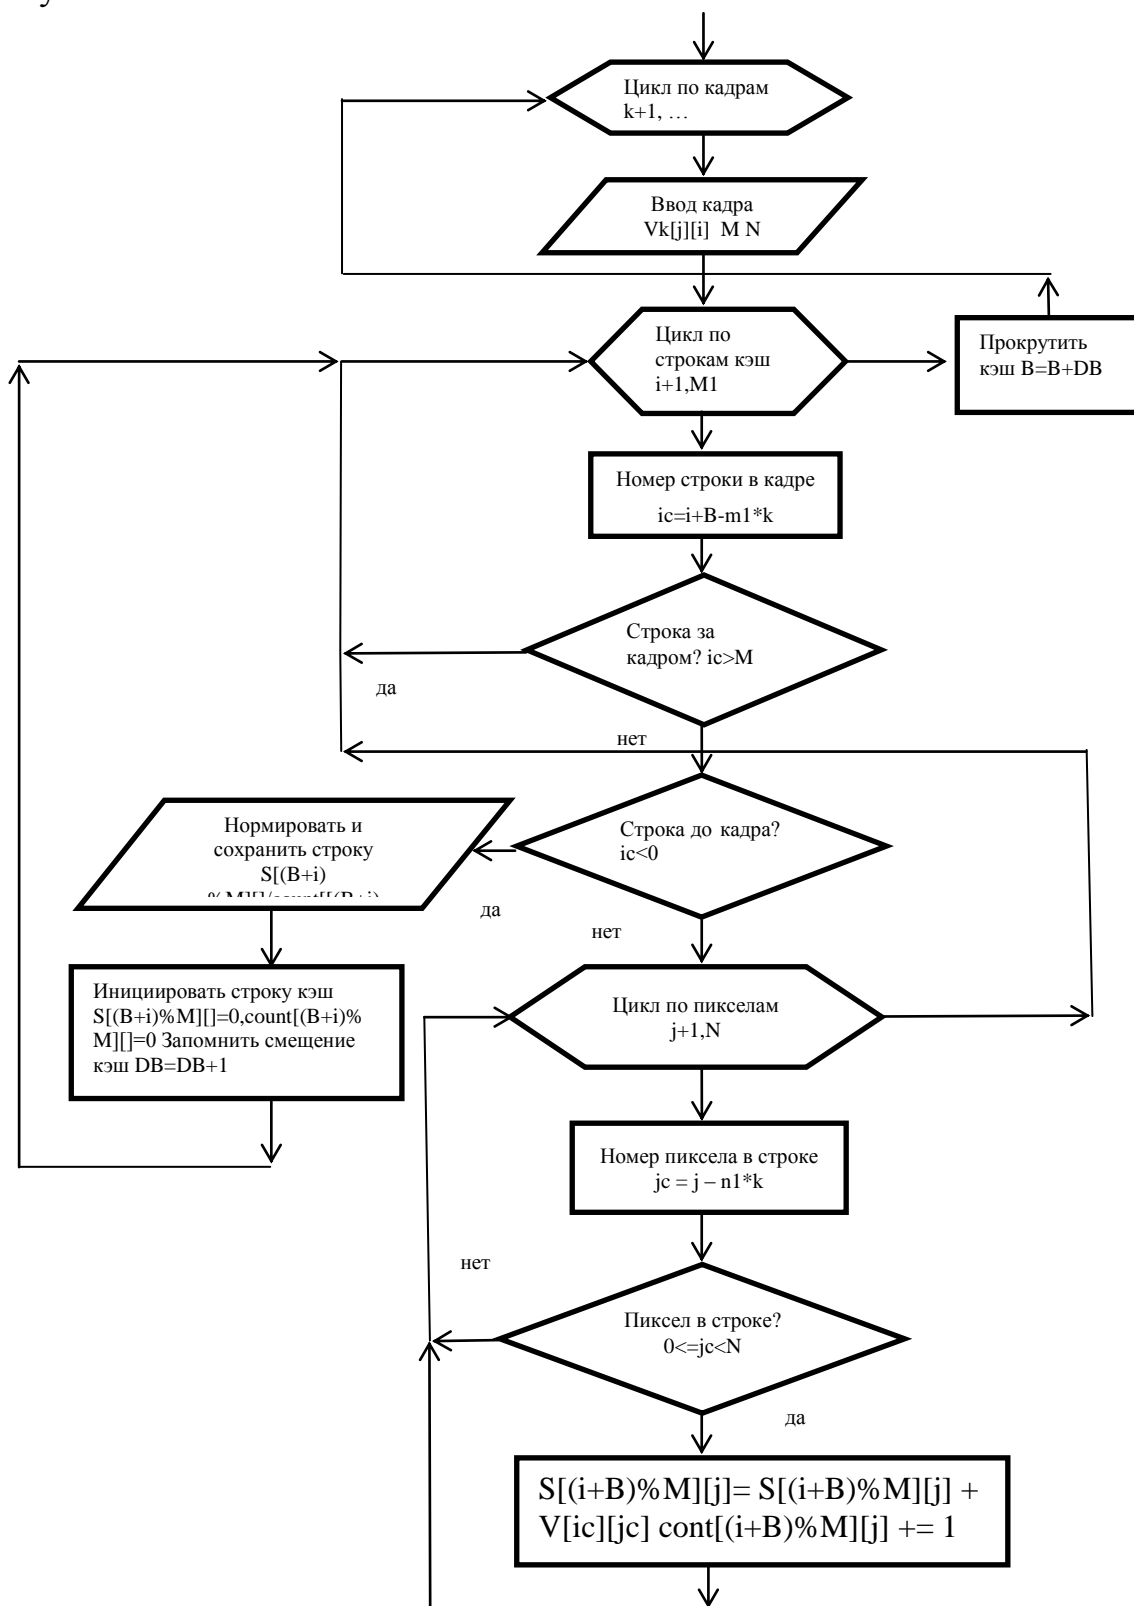 Цикл по кадрам
k+1, …
Ввод кадра
Vk[j][i] M N
Цикл по
строкам кэш
i+1,M1
Прокрутить
кэш B=B+DB
Номер строки в кадре
ic=i+B-m1*k
Строка за
кадром? ic>M
да
нет
Строка до кадра?
ic<0
Нормировать и
сохранить строку
S[(B+i)
да
нет
Инициировать строку кэш
S[(B+i)%M][]=0,count[(B+i)%
M][]=0 Запомнить смещение
кэш DB=DB+1
Цикл по пикселам
j+1,N
Номер пиксела в строке
jc = j – n1*k
нет
Пиксел в строке?
0<=jc<N
да
S[(i+B)%M][j]= S[(i+B)%M][j] +
V[ic][jc] cont[(i+B)%M][j] += 1